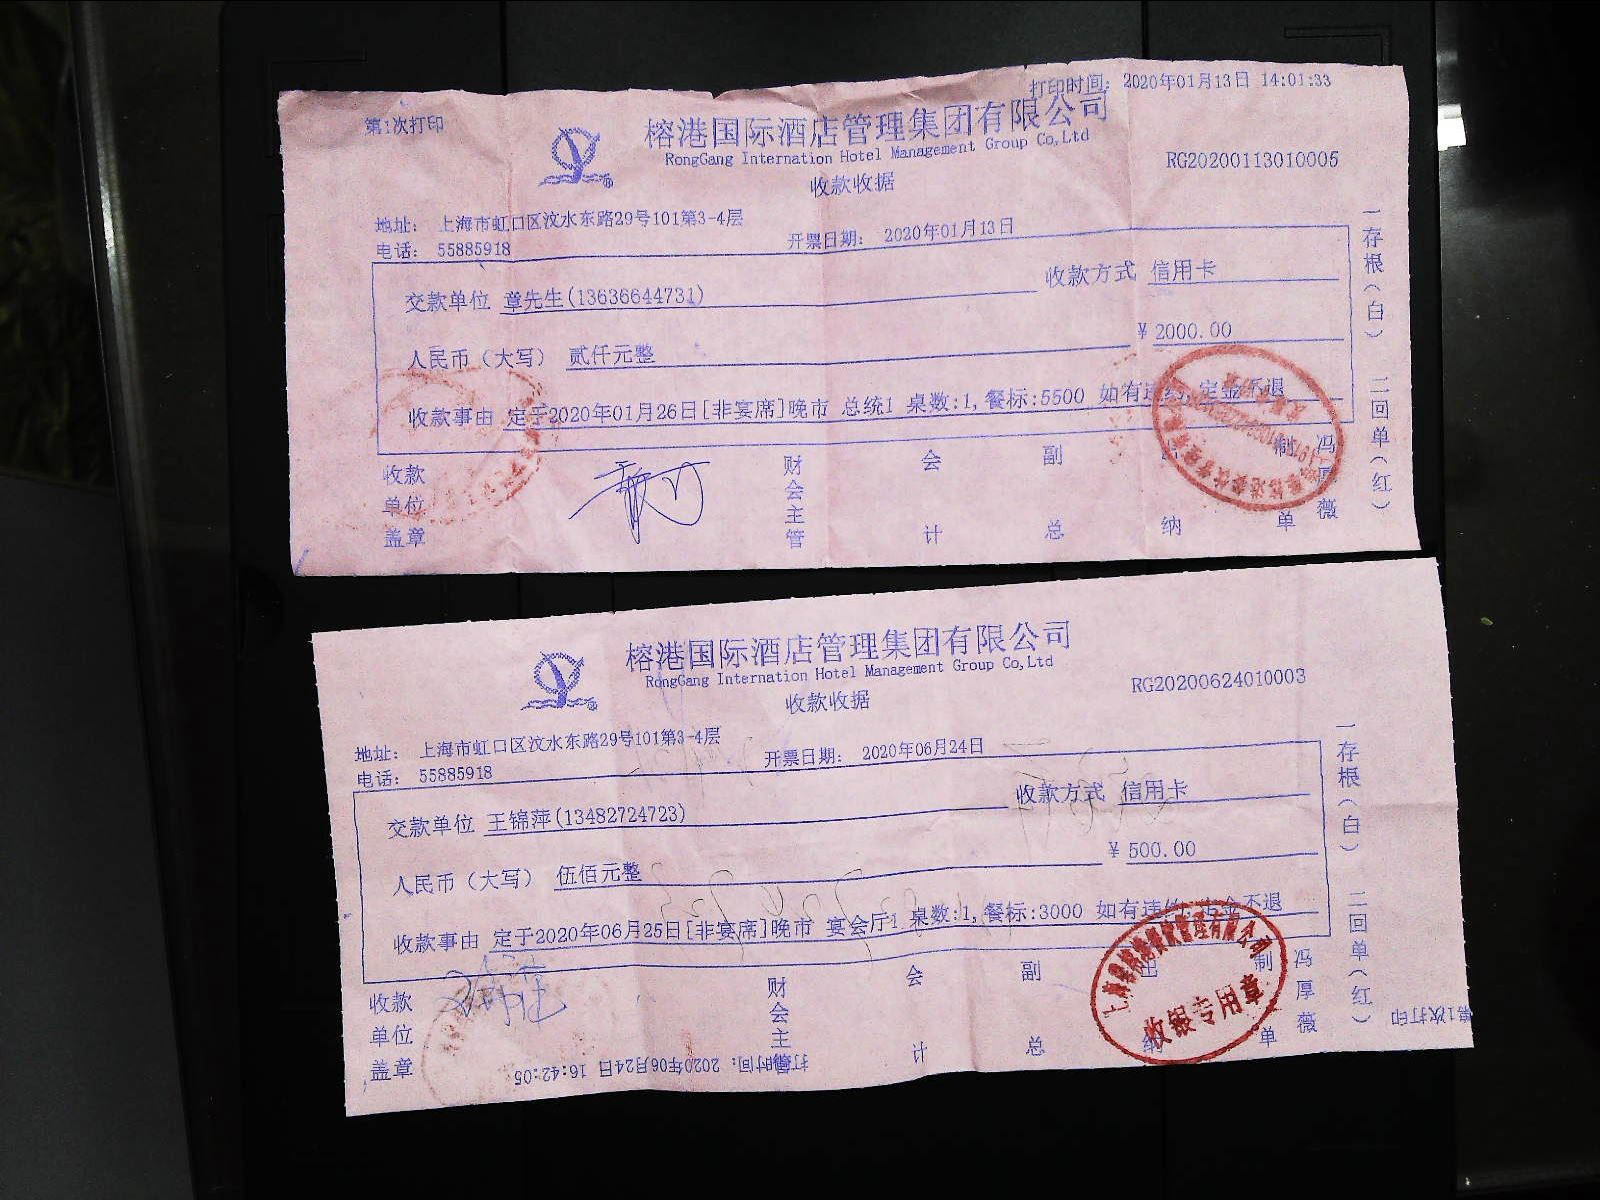 打印时间: 2020年01月13日 14:01:33
第1次打印
榕港国际酒店管理集团有限公司
RongGang Internation Hotel Management Group Co,Ltd
RG20200113010005
收款收据
地址: 上海市虹口区汶水东路29号101第3-4层
电话: 55885918
开票日期: 2020年01月13日
交款单位 章先生(13636644731)
收款方式 信用卡
人民币（大写） 贰仟元整
¥ 2000.00
收款事由 定于2020年01月26日[非宴席]晚市 总统1 桌数:1,餐标:5500 如有违约 定金不退
收款单位盖章
财会主管
会计
副总
纳
制单
冯厚薇
一存根(白) 二回单(红)
榕港国际酒店管理集团有限公司
RongGang Internation Hotel Management Group Co,Ltd
RG20200624010003
收款收据
地址: 上海市虹口区汶水东路29号101第3-4层
电话: 55885918
开票日期: 2020年06月24日
交款单位 王锦萍(13482724723)
收款方式 信用卡
人民币（大写） 伍佰元整
¥ 500.00
收款事由 定于2020年06月25日[非宴席]晚市 宴会厅1 桌数:1,餐标:3000 如有违约 定金不退
收款单位盖章
财会主管
会计
副总
出纳
制单
冯厚薇
收银专用章
一存根(白) 二回单(红)
第1次打印
打印时间: 2020年06月24日 16:42:05